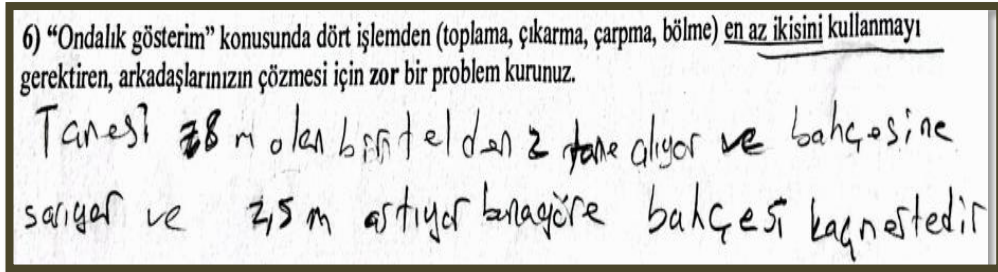 6) “Ondalık gösterim” konusunda dört işlemden (toplama, çıkarma, çarpma, bölme) en az ikisini kullanmayı
gerektiren, arkadaşlarınızın çözmesi için zor bir problem kurunuz.
Tanesi 78 m olan bir telden 2 tane alıyor ve bahçesine
sarıyor ve 2,5 m artıyor buna göre bahçesi kaç metredir